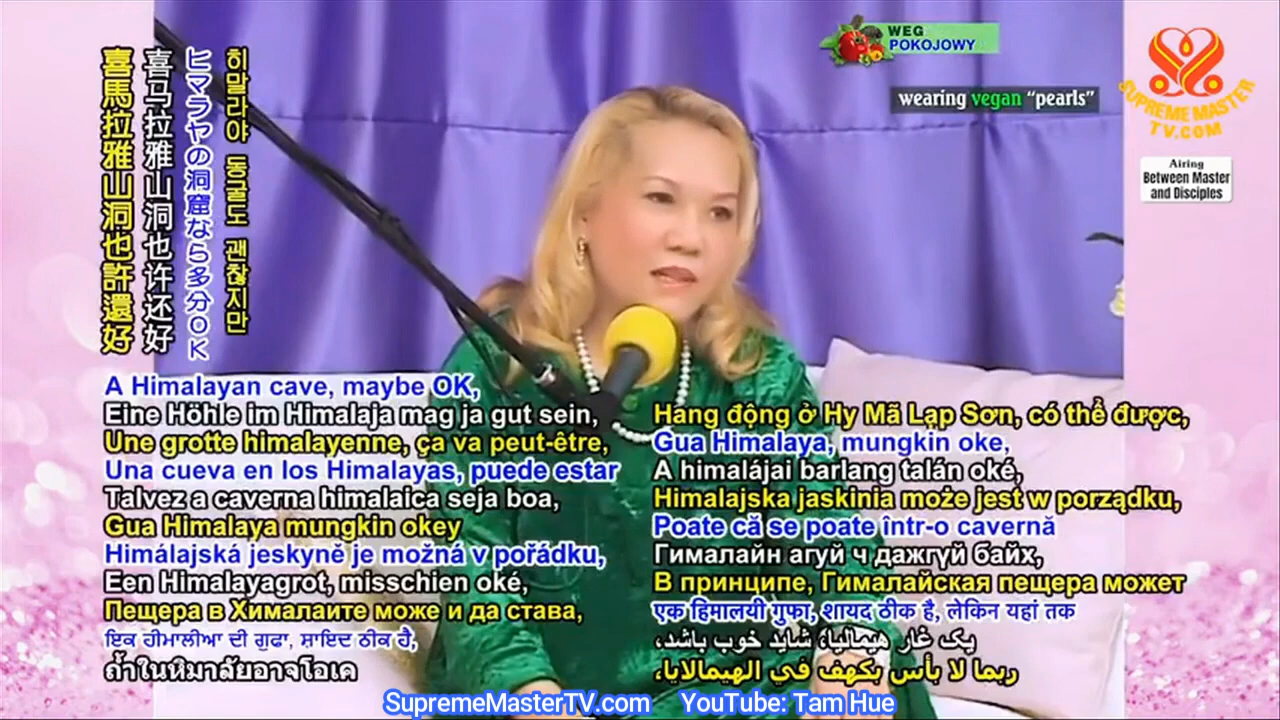 WEG
POKOJOWY
wearing vegan “pearls”
SUPREME MASTER
TV.COM
Airing
Between Master
and Disciples
히말라야 동굴도 괜찮지만
ヒマラヤの洞窟なら多分OK
喜马拉雅山洞也许还好
喜馬拉雅山洞也許還好
A Himalayan cave, maybe OK,
Eine Höhle im Himalaja mag ja gut sein,
Une grotte himalayenne, ça va peut-être,
Una cueva en los Himalayas, puede estar
Talvez a caverna himalaica seja boa,
Gua Himalaya mungkin okey
Himálajská jeskyně je možná v pořádku,
Een Himalayagrot, misschien oké,
Пещера в Хималаите може и да става,
ਇਕ ਹੀਮਾਲੀਆ ਦੀ ਗੁਫਾ, ਸ਼ਾਇਦ ਠੀਕ ਹੈ,
ถ้ำในหิมาลัยอาจโอเค
Hang động ở Hy Mã Lạp Sơn, có thể được,
Gua Himalaya, mungkin oke,
A himalájai barlang talán oké,
Himalajska jaskinia może jest w porządku,
Poate că se poate într-o cavernă
Гималайн агуй ч дажгүй байх,
В принципе, Гималайская пещера может
एक हिमालयी गुफा, शायद ठीक है, लेकिन यहां तक
یک غار هیمالیا، شاید خوب باشد،
ربما لا بأس بكهف في الهيمالايا،
SupremeMasterTV.com YouTube: Tam Hue